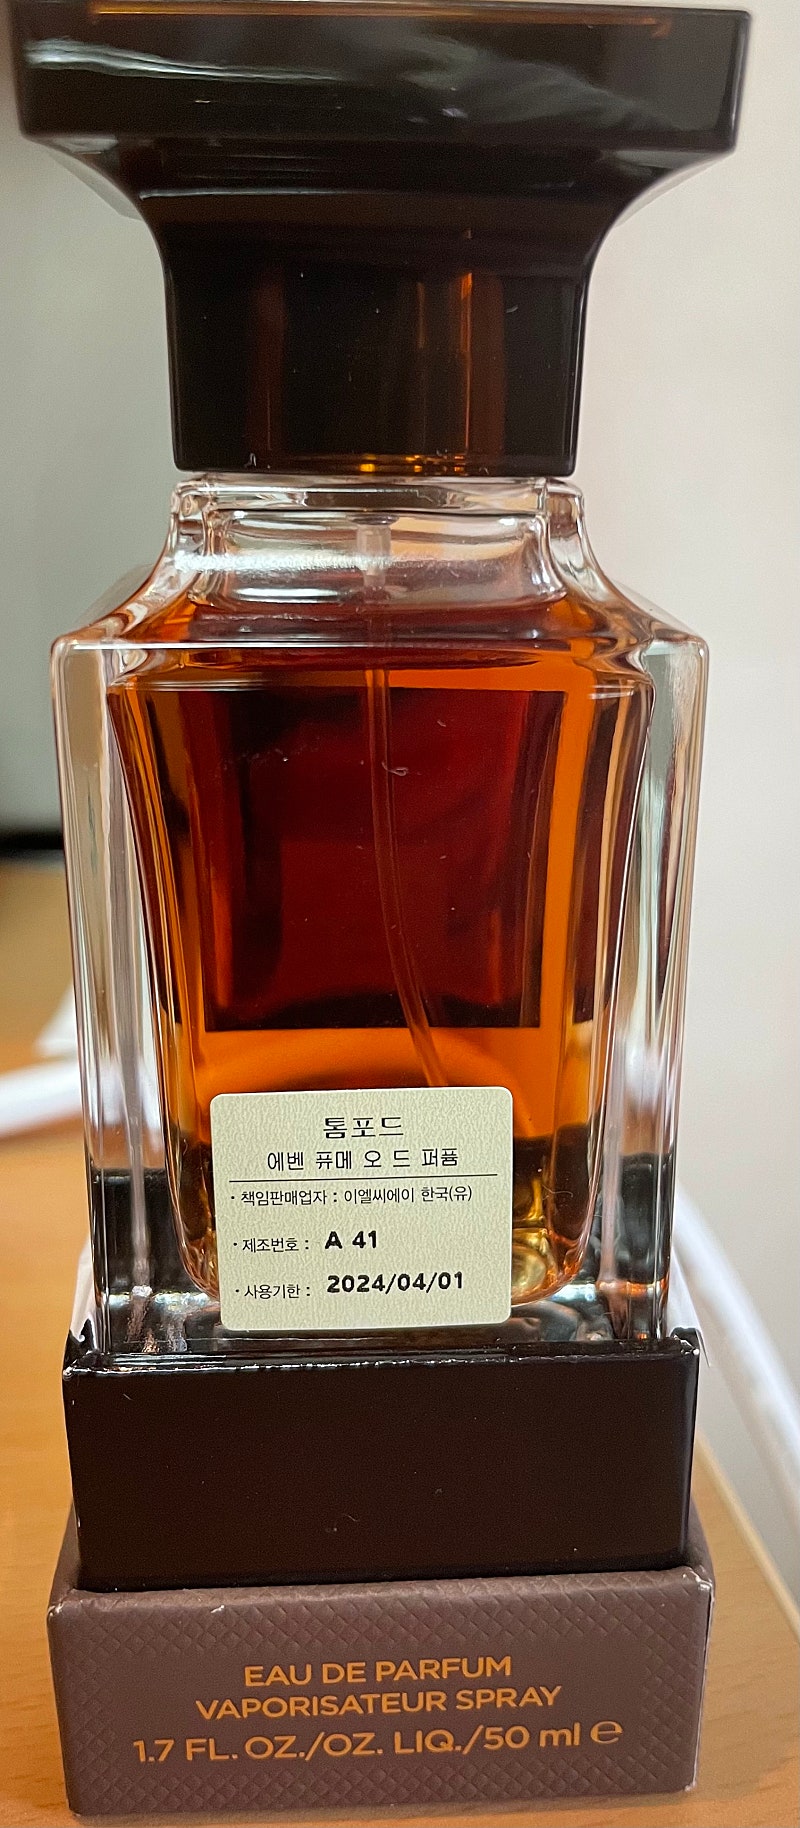 톰포드
에벤 퓨메 오 드 퍼퓸
· 책임판매업자 : 이엘씨에이 한국(유)
· 제조번호 : A 41
· 사용기한 : 2024/04/01
EAU DE PARFUM
VAPORISATEUR SPRAY
1.7 FL. OZ./OZ. LIQ./50 ml ℮